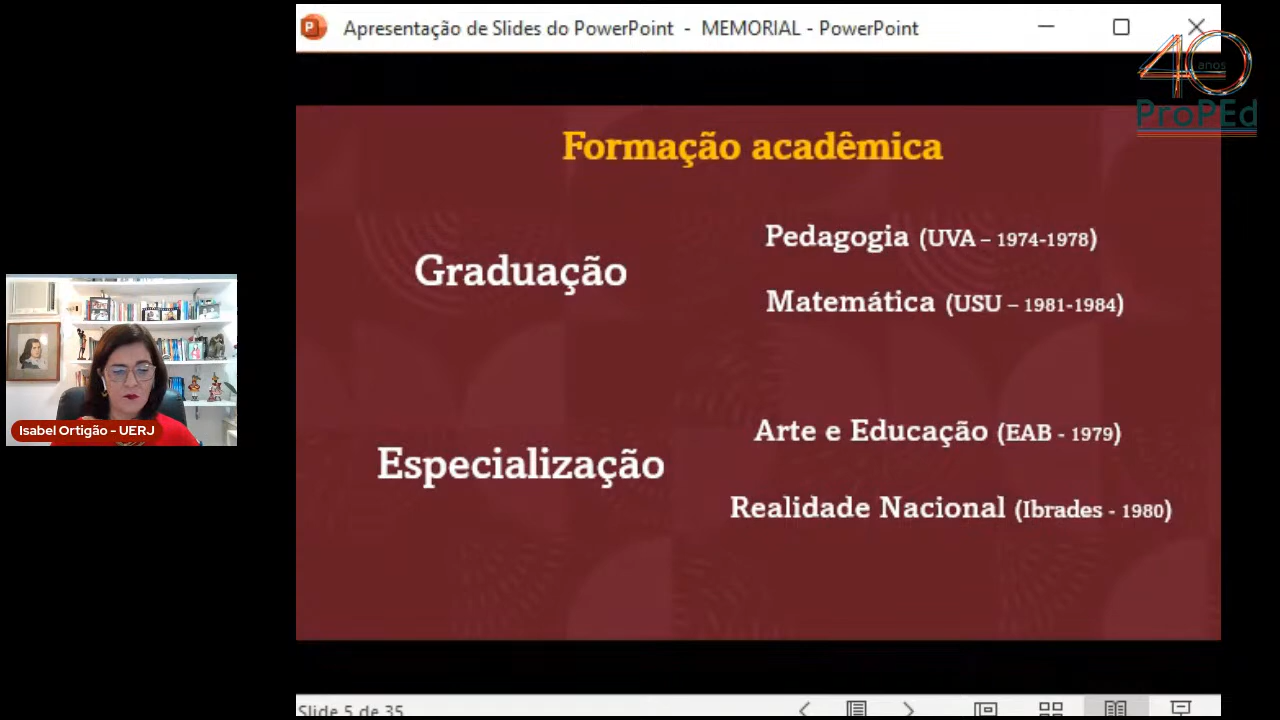 Apresentação de Slides do PowerPoint - MEMORIAL - PowerPoint
40 anos
ProPEd
Formação acadêmica
Graduação
Pedagogia (UVA – 1974-1978)
Matemática (USU – 1981-1984)
Especialização
Arte e Educação (EAB - 1979)
Realidade Nacional (Ibrades - 1980)
Isabel Ortigão - UERJ
Slide 5 de 35